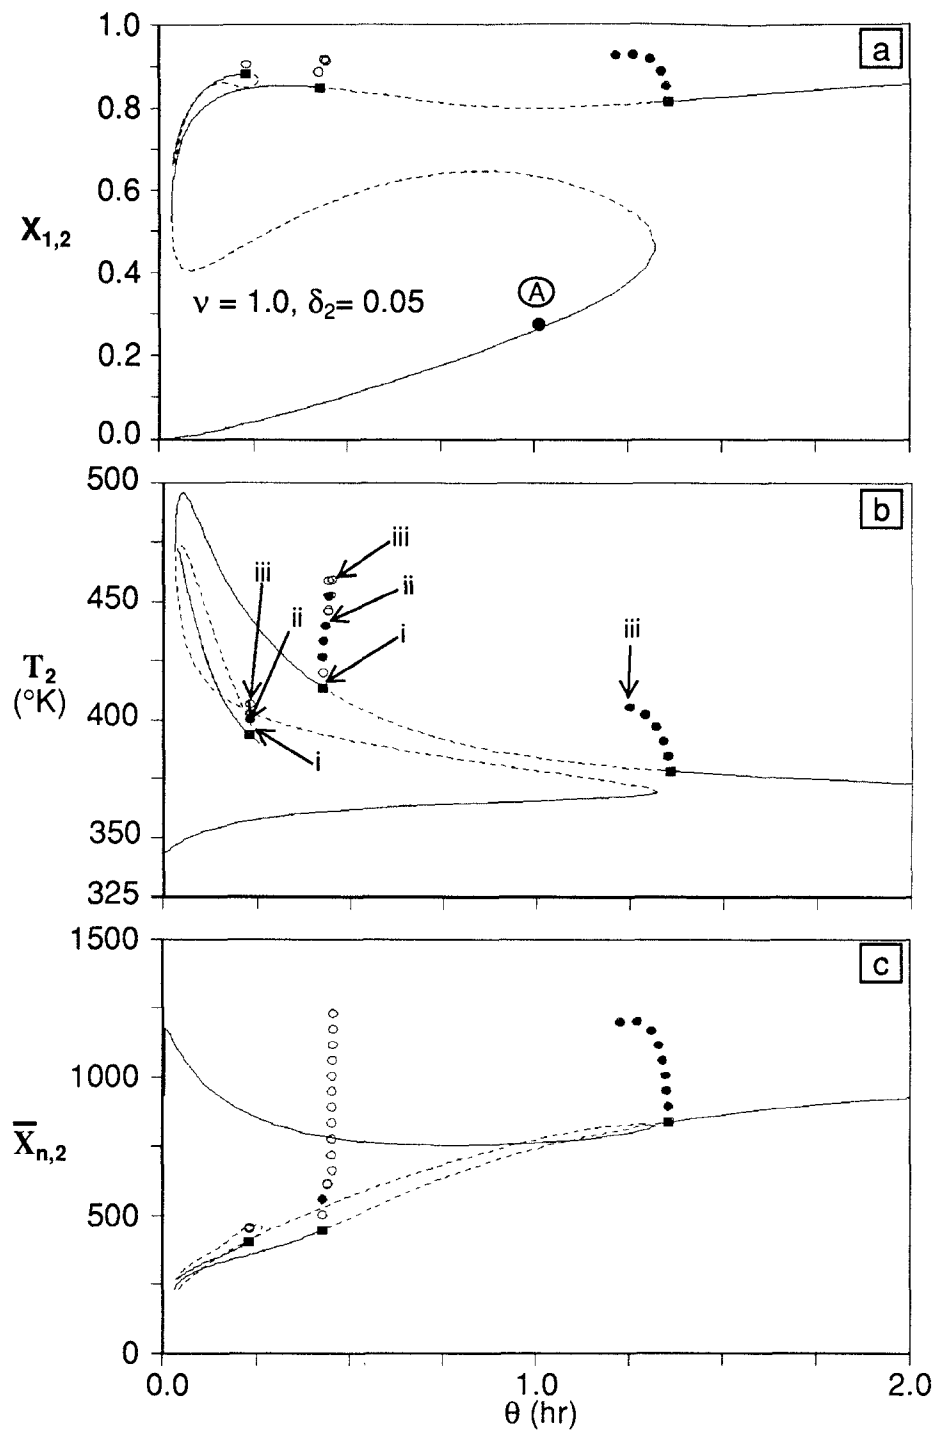 1.0
a
0.8
0.6
X1,2
0.4
A
ν = 1.0, δ2= 0.05
0.2
0.0
500
b
iii
iii
ii
450
ii
i
iii
T2
(°K)
400
i
350
325
1500
c
1000
X̅n,2
500
0
0.0
1.0
2.0
θ (hr)